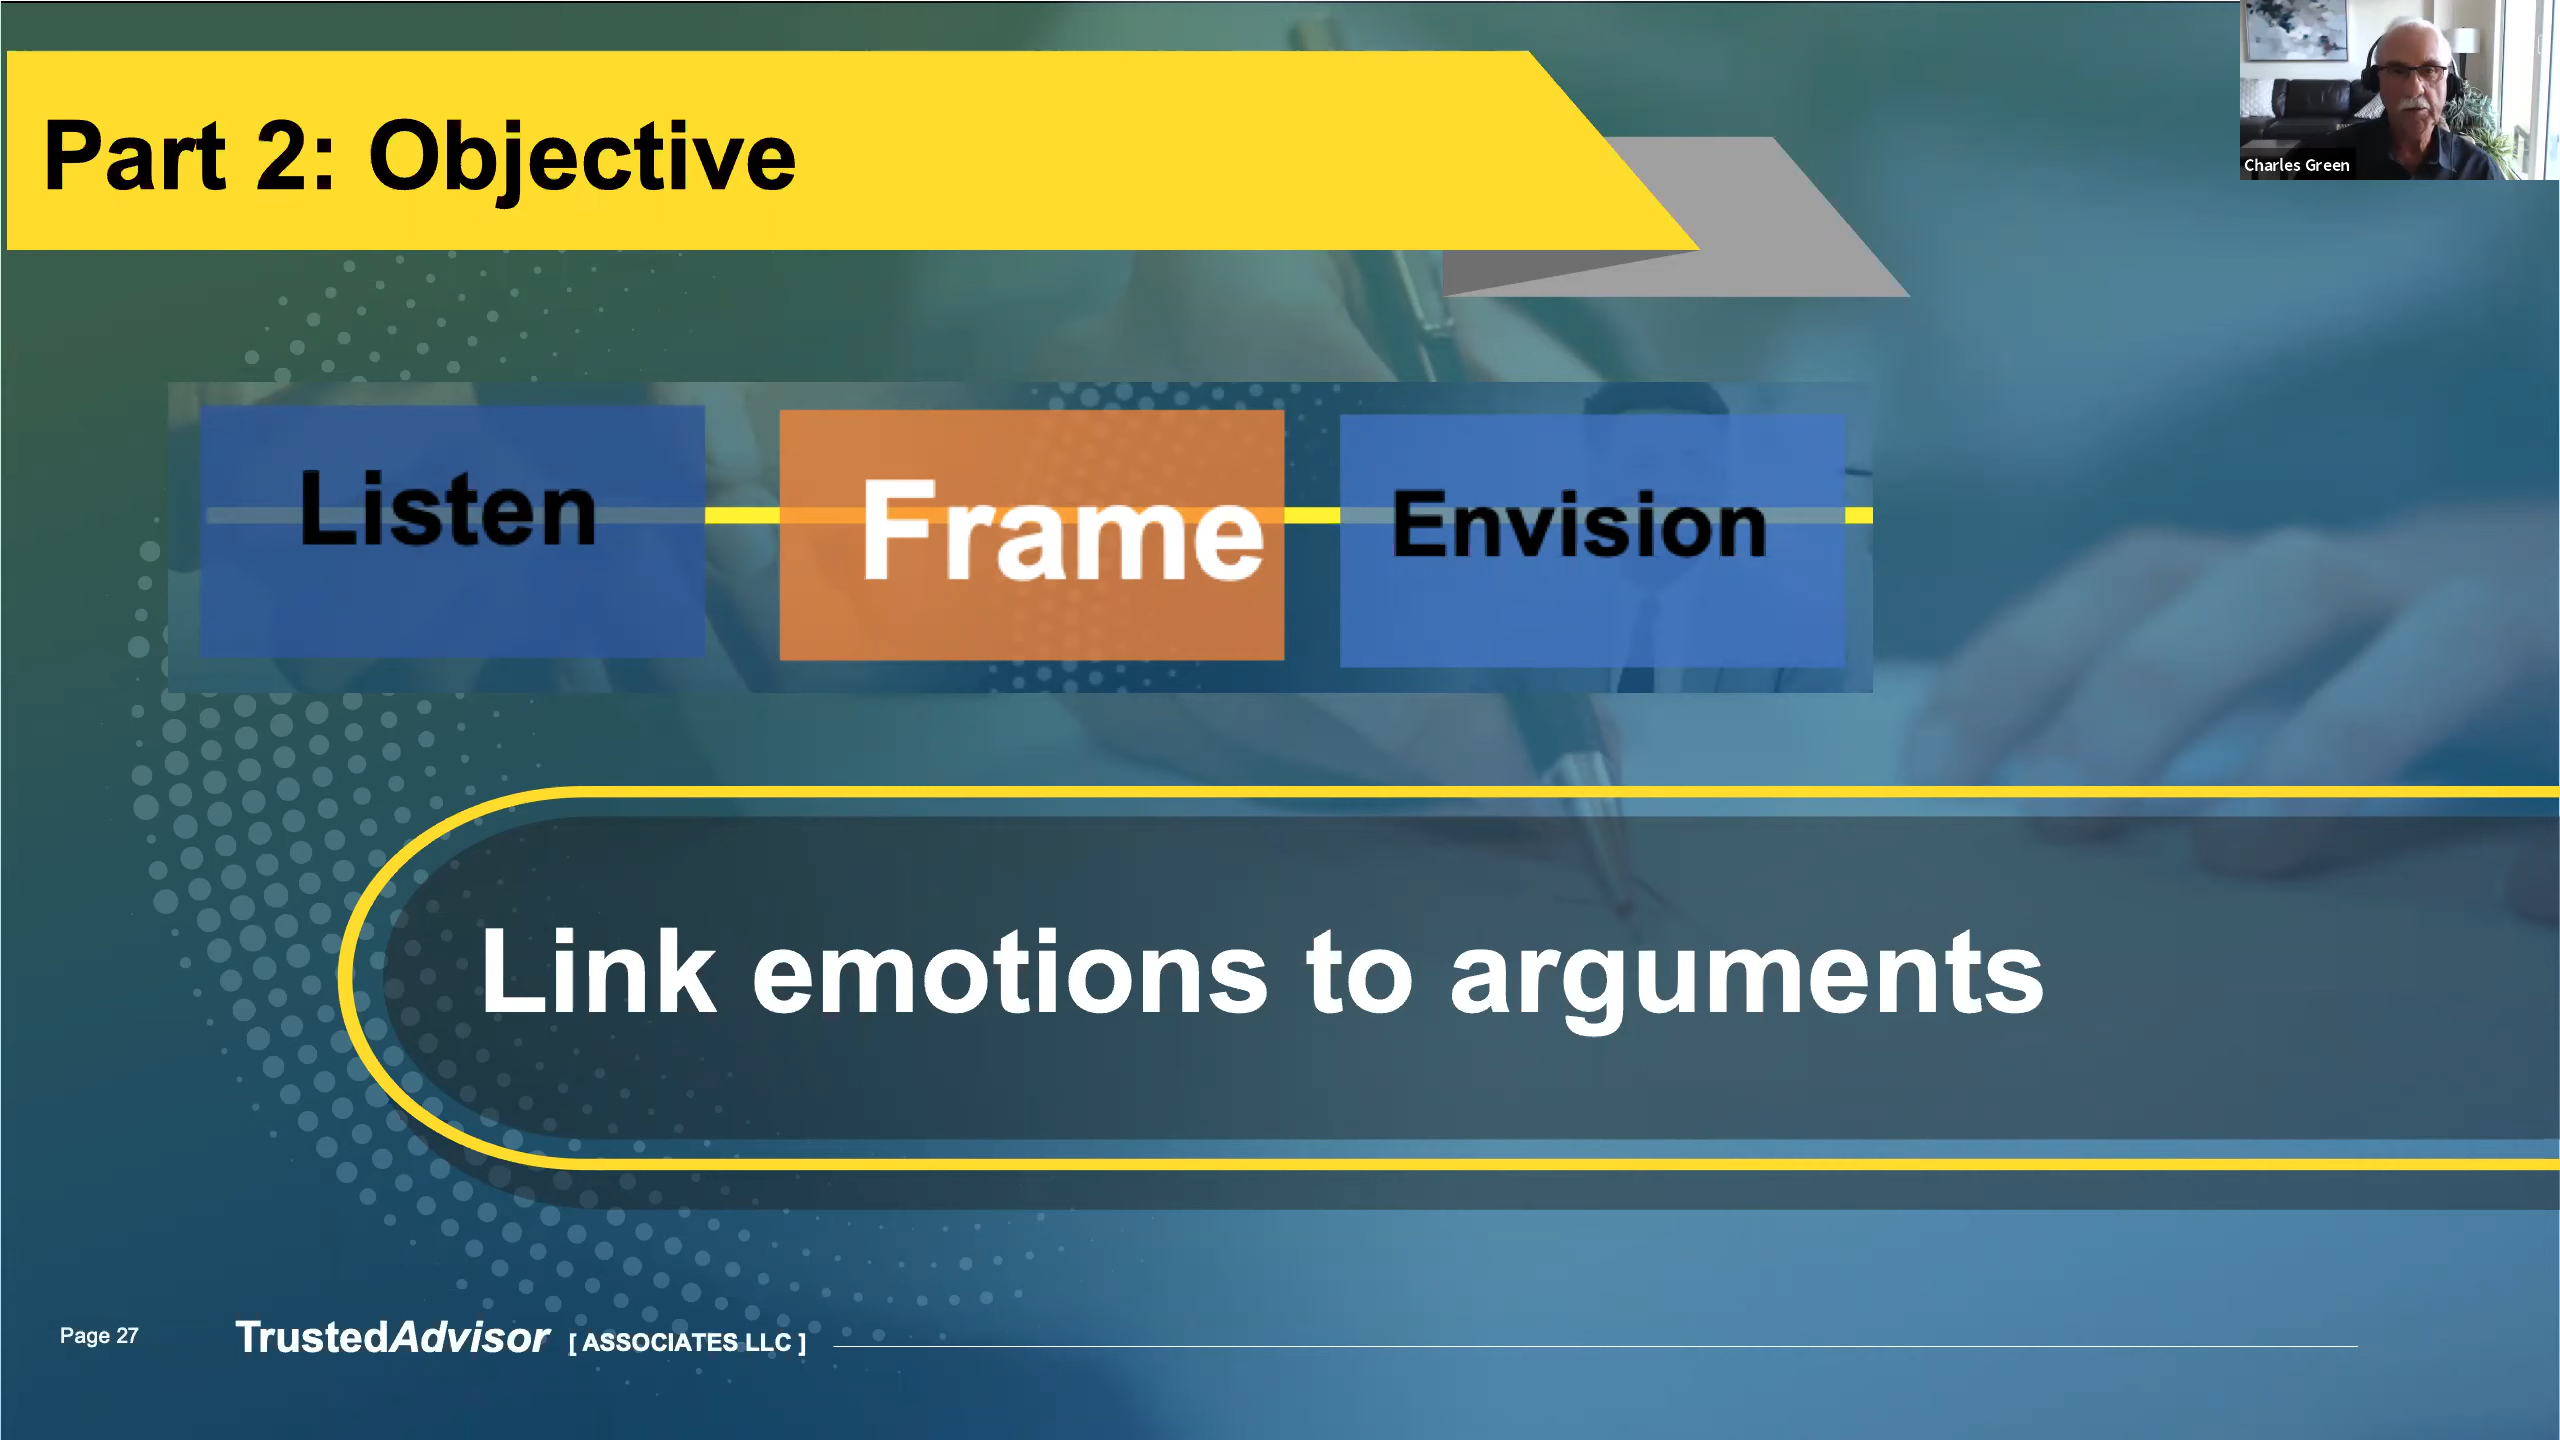 Part 2: Objective
Charles Green
Listen
Frame
Envision
Link emotions to arguments
Page 27
TrustedAdvisor [ ASSOCIATES LLC ]